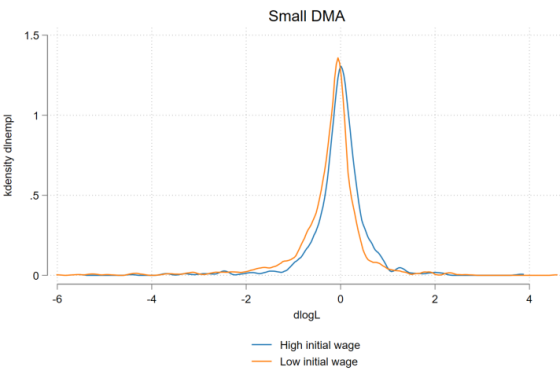 Small DMA
kdensity dlnempl
1.5
1
.5
0
-6
-4
-2
0
2
4
dlogL
High initial wage
Low initial wage